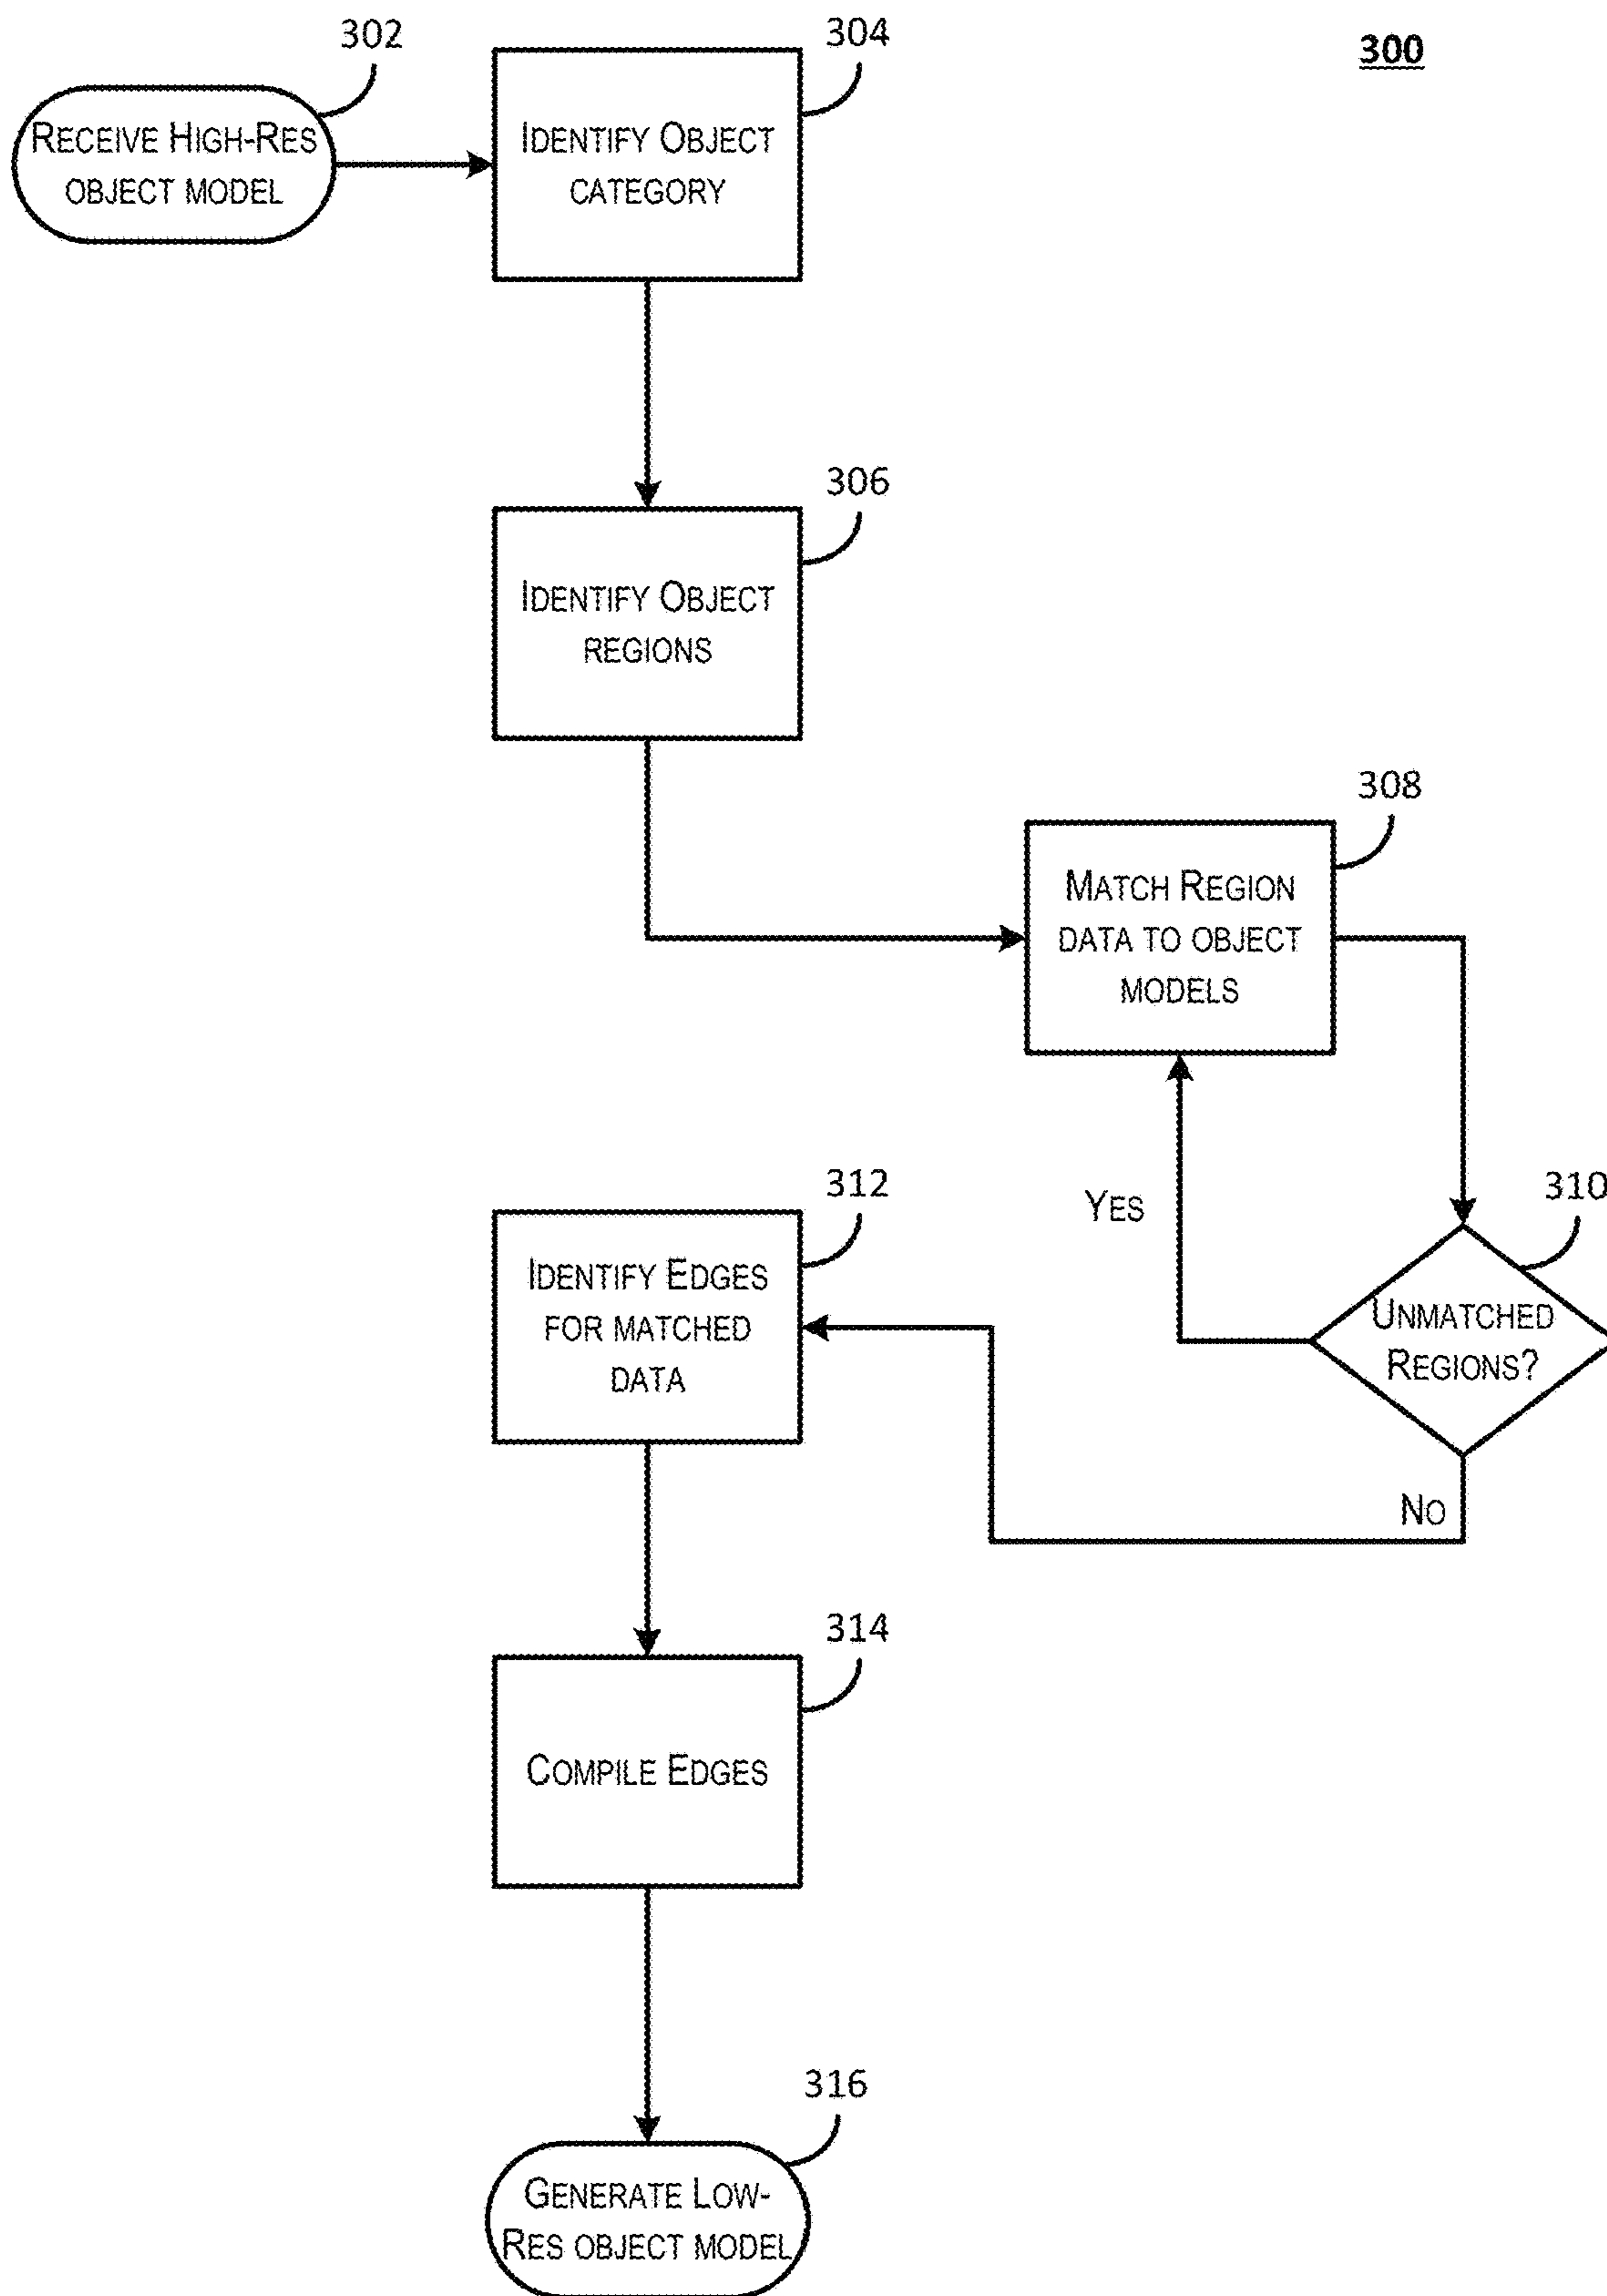 300
302
RECEIVE HIGH-RES
OBJECT MODEL
304
IDENTIFY OBJECT
CATEGORY
306
IDENTIFY OBJECT
REGIONS
308
MATCH REGION
DATA TO OBJECT
MODELS
310
UNMATCHED
REGIONS?
YES
NO
312
IDENTIFY EDGES
FOR MATCHED
DATA
314
COMPILE EDGES
316
GENERATE LOW-
RES OBJECT MODEL